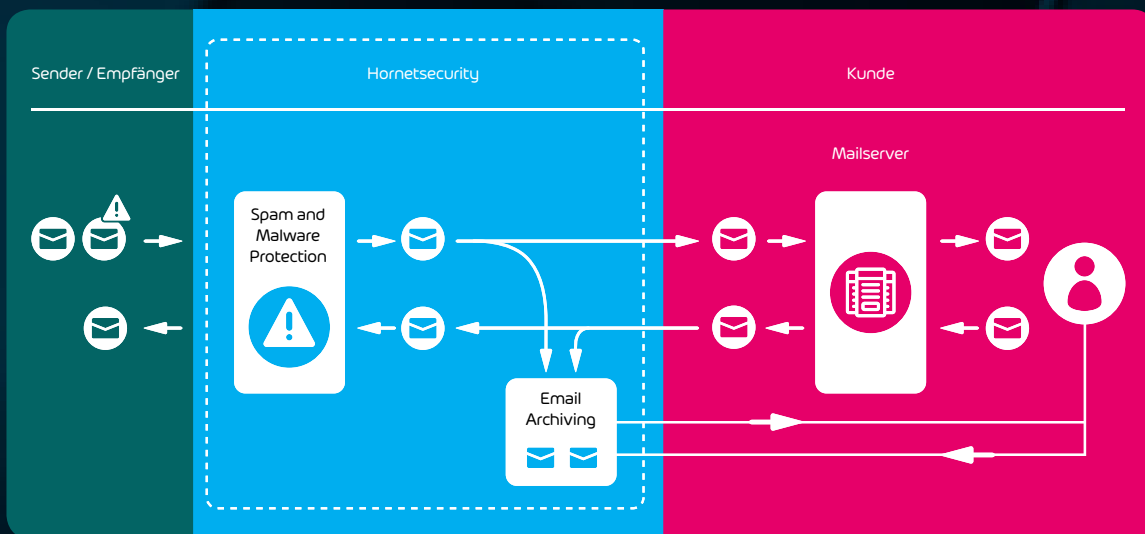 Sender / Empfänger
Hornetsecurity
Kunde
Mailserver
Spam and
Malware
Protection
Email
Archiving